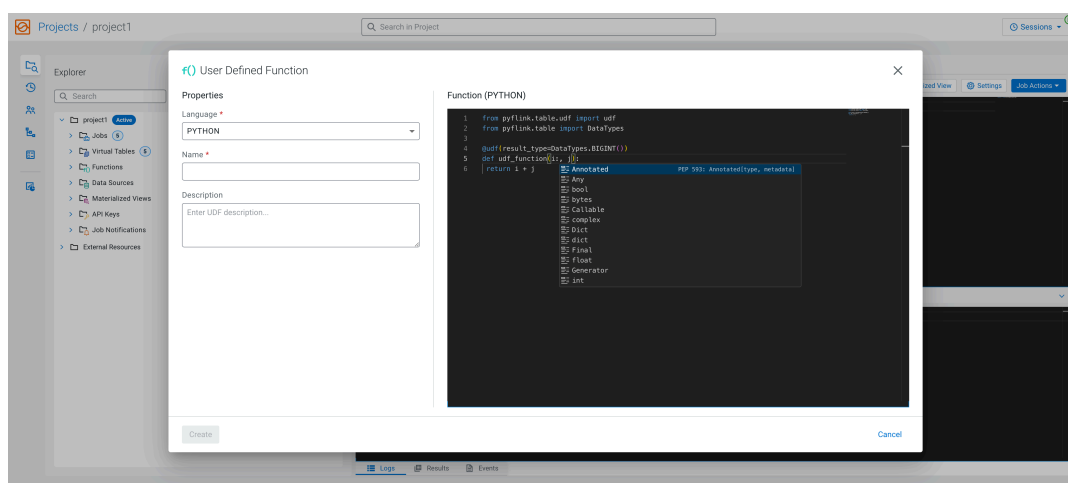 Projects / project1
Search in Project
Sessions
Explorer
Search
project1 Active
Jobs 5
Virtual Tables 5
Functions
Data Sources
Materialized Views
API Keys
Job Notifications
External Resources
ized View
Settings
Job Actions
f() User Defined Function
Properties
Language *
PYTHON
Name *
Description
Enter UDF description...
Function (PYTHON)
1 from pyflink.table.udf import udf
2 from pyflink.table import DataTypes
3
4 @udf(result_type=DataTypes.BIGINT())
5 def udf_function(i:, j):
6 return i + j
Annotated PEP 593: Annotated[type, metadata]
Any
bool
bytes
Callable
complex
Dict
dict
Final
float
Generator
int
Create
Cancel
Logs
Results
Events